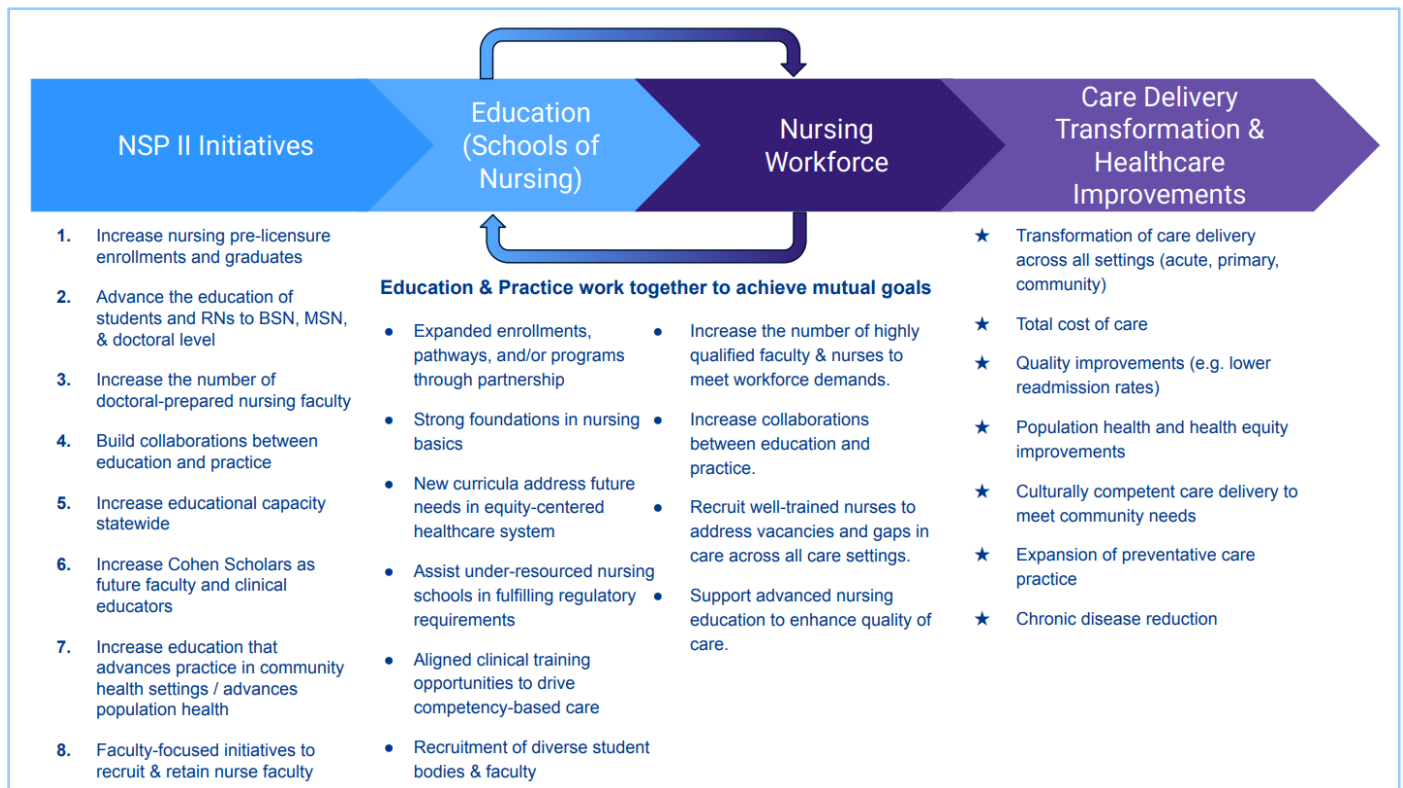 NSP II Initiatives
Education
(Schools of
Nursing)
Nursing
Workforce
Care Delivery
Transformation &
Healthcare
Improvements
1. Increase nursing pre-licensure
enrollments and graduates
2. Advance the education of
students and RNs to BSN, MSN,
& doctoral level
3. Increase the number of
doctoral-prepared nursing faculty
4. Build collaborations between
education and practice
5. Increase educational capacity
statewide
6. Increase Cohen Scholars as
future faculty and clinical
educators
7. Increase education that
advances practice in community
health settings / advances
population health
8. Faculty-focused initiatives to
recruit & retain nurse faculty
Education & Practice work together to achieve mutual goals
● Expanded enrollments,
pathways, and/or programs
through partnership
● Strong foundations in nursing
basics
● New curricula address future
needs in equity-centered
healthcare system
● Assist under-resourced nursing
schools in fulfilling regulatory
requirements
● Aligned clinical training
opportunities to drive
competency-based care
● Recruitment of diverse student
bodies & faculty
● Increase the number of highly
qualified faculty & nurses to
meet workforce demands.
● Increase collaborations
between education and
practice.
● Recruit well-trained nurses to
address vacancies and gaps in
care across all care settings.
● Support advanced nursing
education to enhance quality of
care.
★ Transformation of care delivery
across all settings (acute, primary,
community)
★ Total cost of care
★ Quality improvements (e.g. lower
readmission rates)
★ Population health and health equity
improvements
★ Culturally competent care delivery to
meet community needs
★ Expansion of preventative care
practice
★ Chronic disease reduction